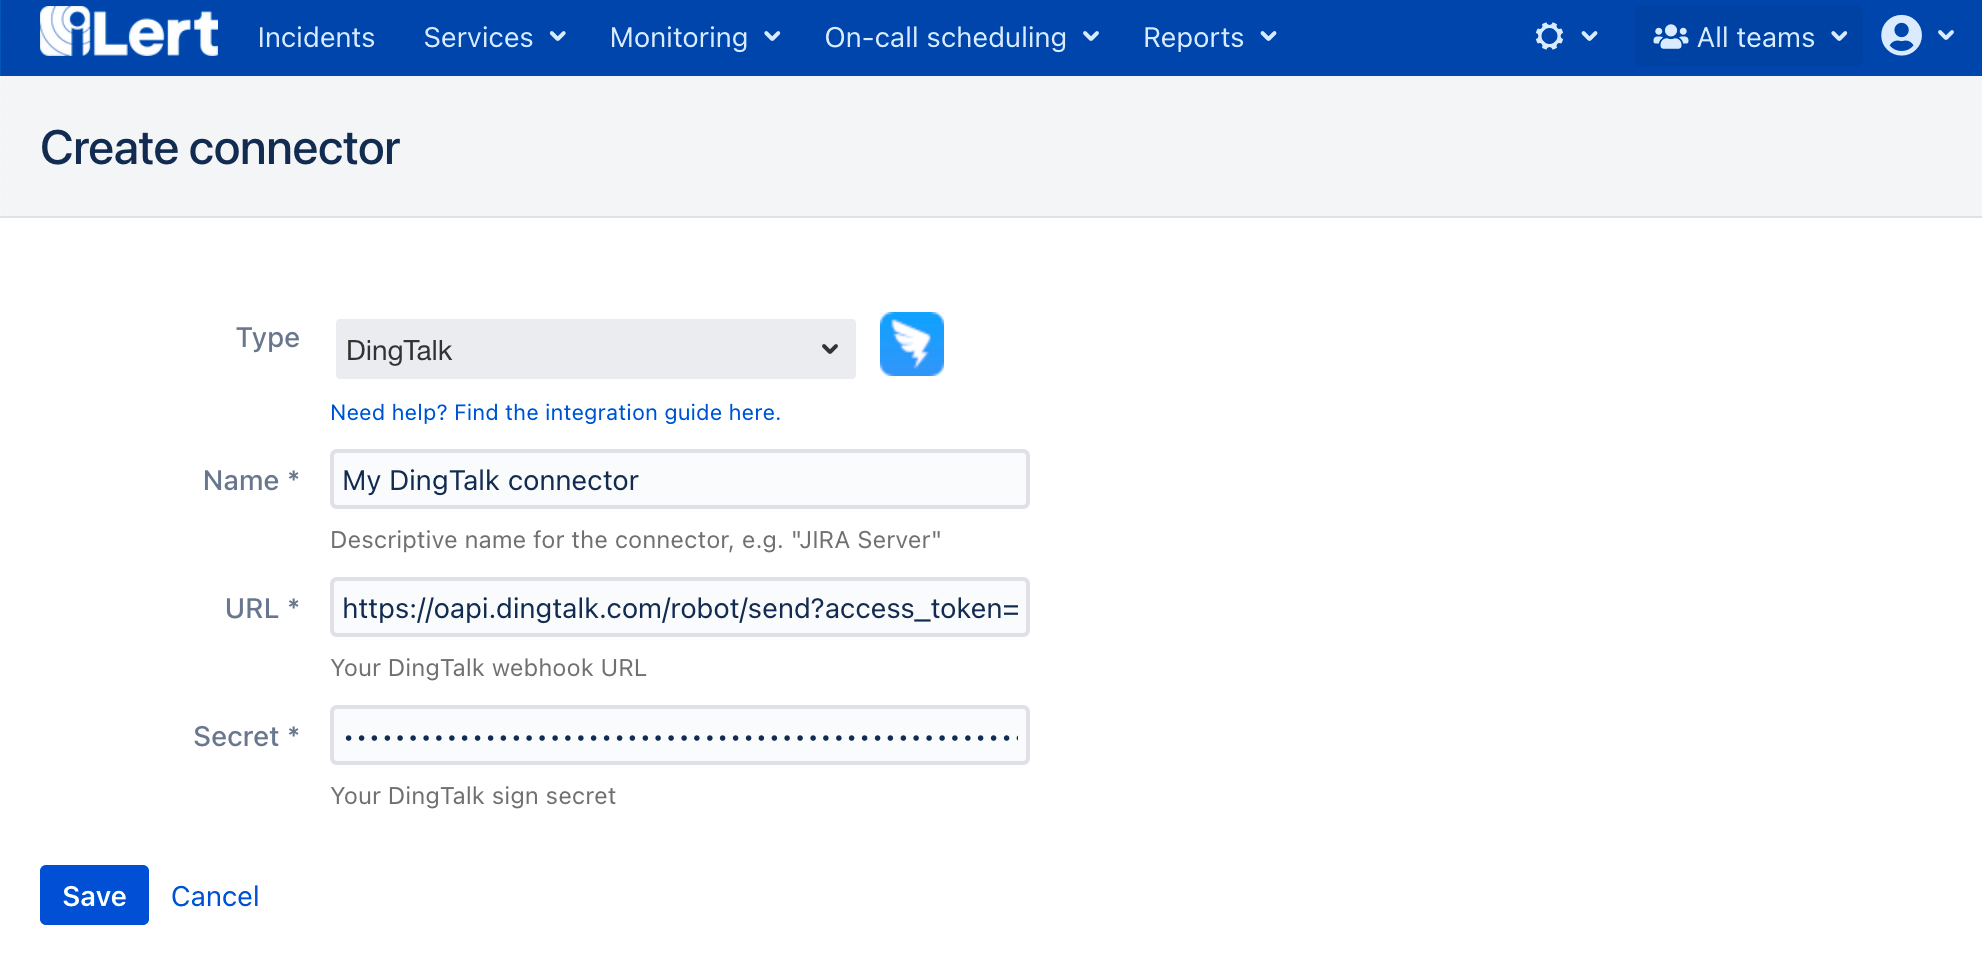 iLert Incidents Services Monitoring On-call scheduling Reports All teams
Create connector
Type DingTalk
Need help? Find the integration guide here.
Name * My DingTalk connector
Descriptive name for the connector, e.g. "JIRA Server"
URL * https://oapi.dingtalk.com/robot/send?access_token=
Your DingTalk webhook URL
Secret *
Your DingTalk sign secret
Save Cancel